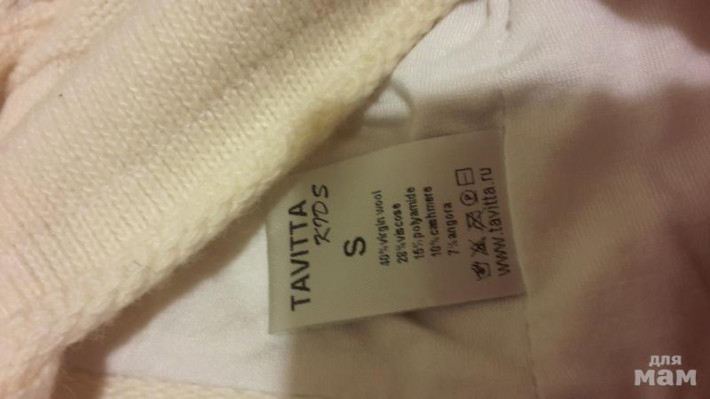 TAVITTA
KIDS
S
40% virgin wool
28% viscose
15% polyamide
10% cashmere
7% angora
www.tavitta.ru
для
мам